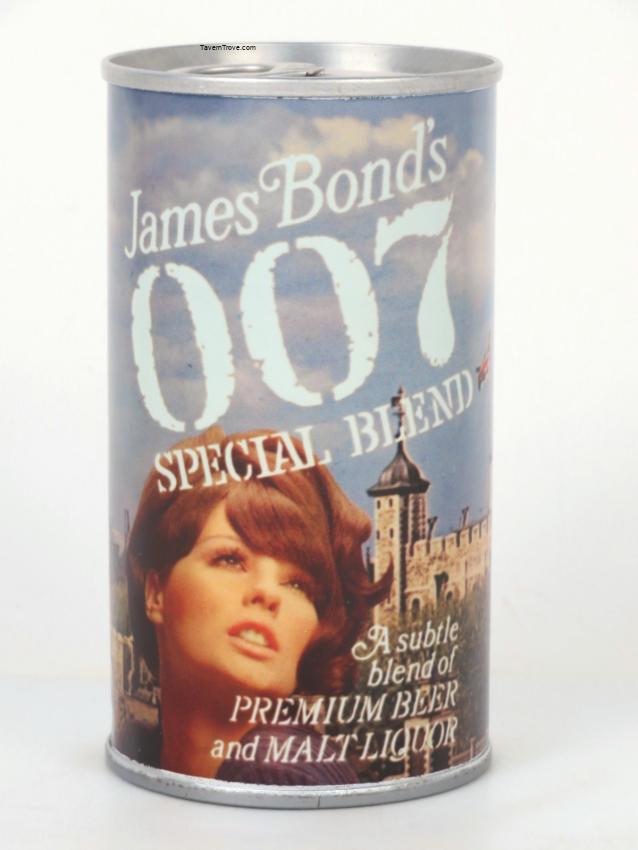 TavernTrove.com
James Bond's
007
SPECIAL BLEND
A subtle
blend of
PREMIUM BEER
and MALT LIQUOR